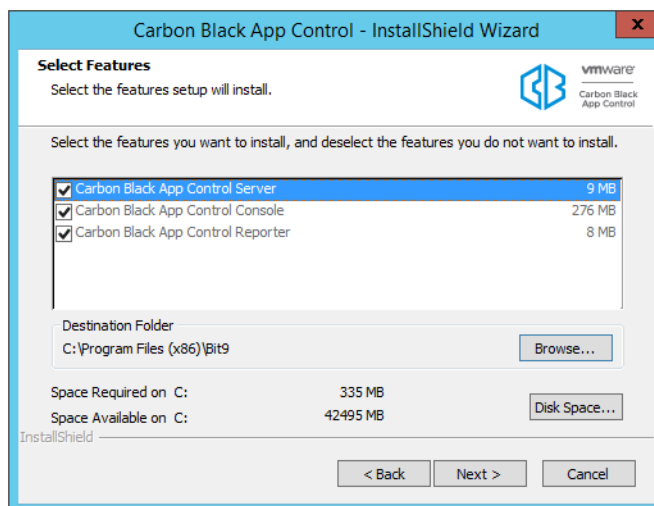 Carbon Black App Control - InstallShield Wizard
x
Select Features
Select the features setup will install.
vmware
Carbon Black
App Control
Select the features you want to install, and deselect the features you do not want to install.
Carbon Black App Control Server 9 MB
Carbon Black App Control Console 276 MB
Carbon Black App Control Reporter 8 MB
Destination Folder
C:\Program Files (x86)\Bit9
Browse...
Space Required on C: 335 MB
Space Available on C: 42495 MB
Disk Space...
InstallShield
< Back Next > Cancel